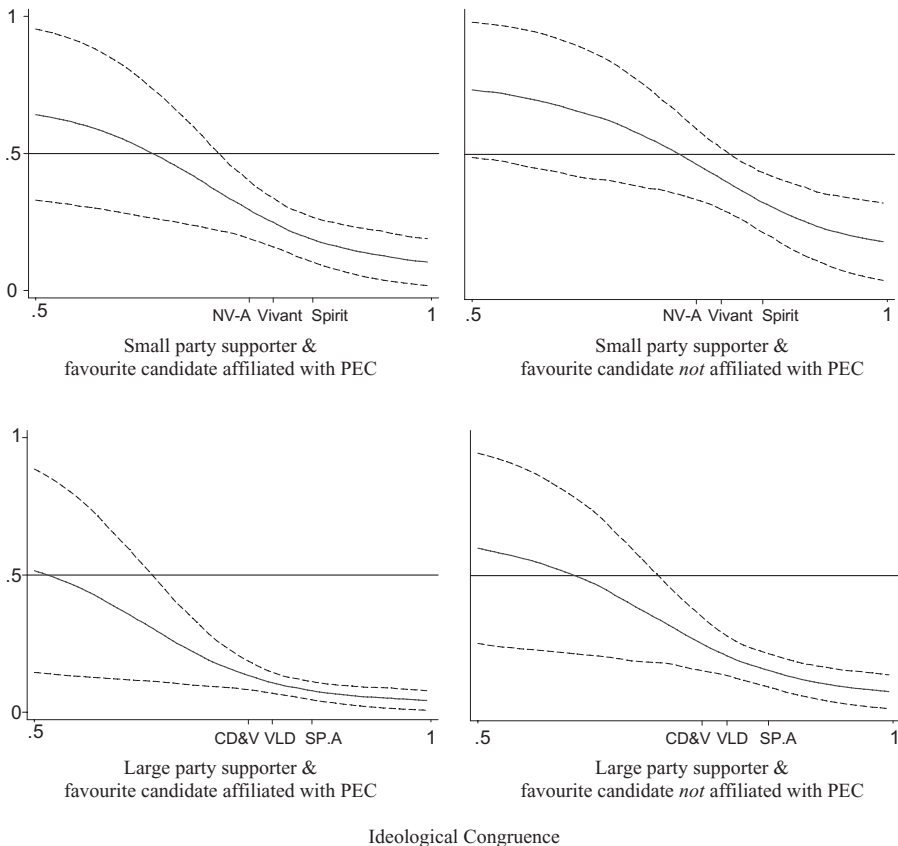 1
.5
0
.5
NV-A Vivant Spirit
1
Small party supporter &
favourite candidate affiliated with PEC
.5
NV-A Vivant Spirit
1
Small party supporter &
favourite candidate not affiliated with PEC
1
.5
0
.5
CD&V VLD SP.A
1
Large party supporter &
favourite candidate affiliated with PEC
.5
CD&V VLD SP.A
1
Large party supporter &
favourite candidate not affiliated with PEC
Ideological Congruence